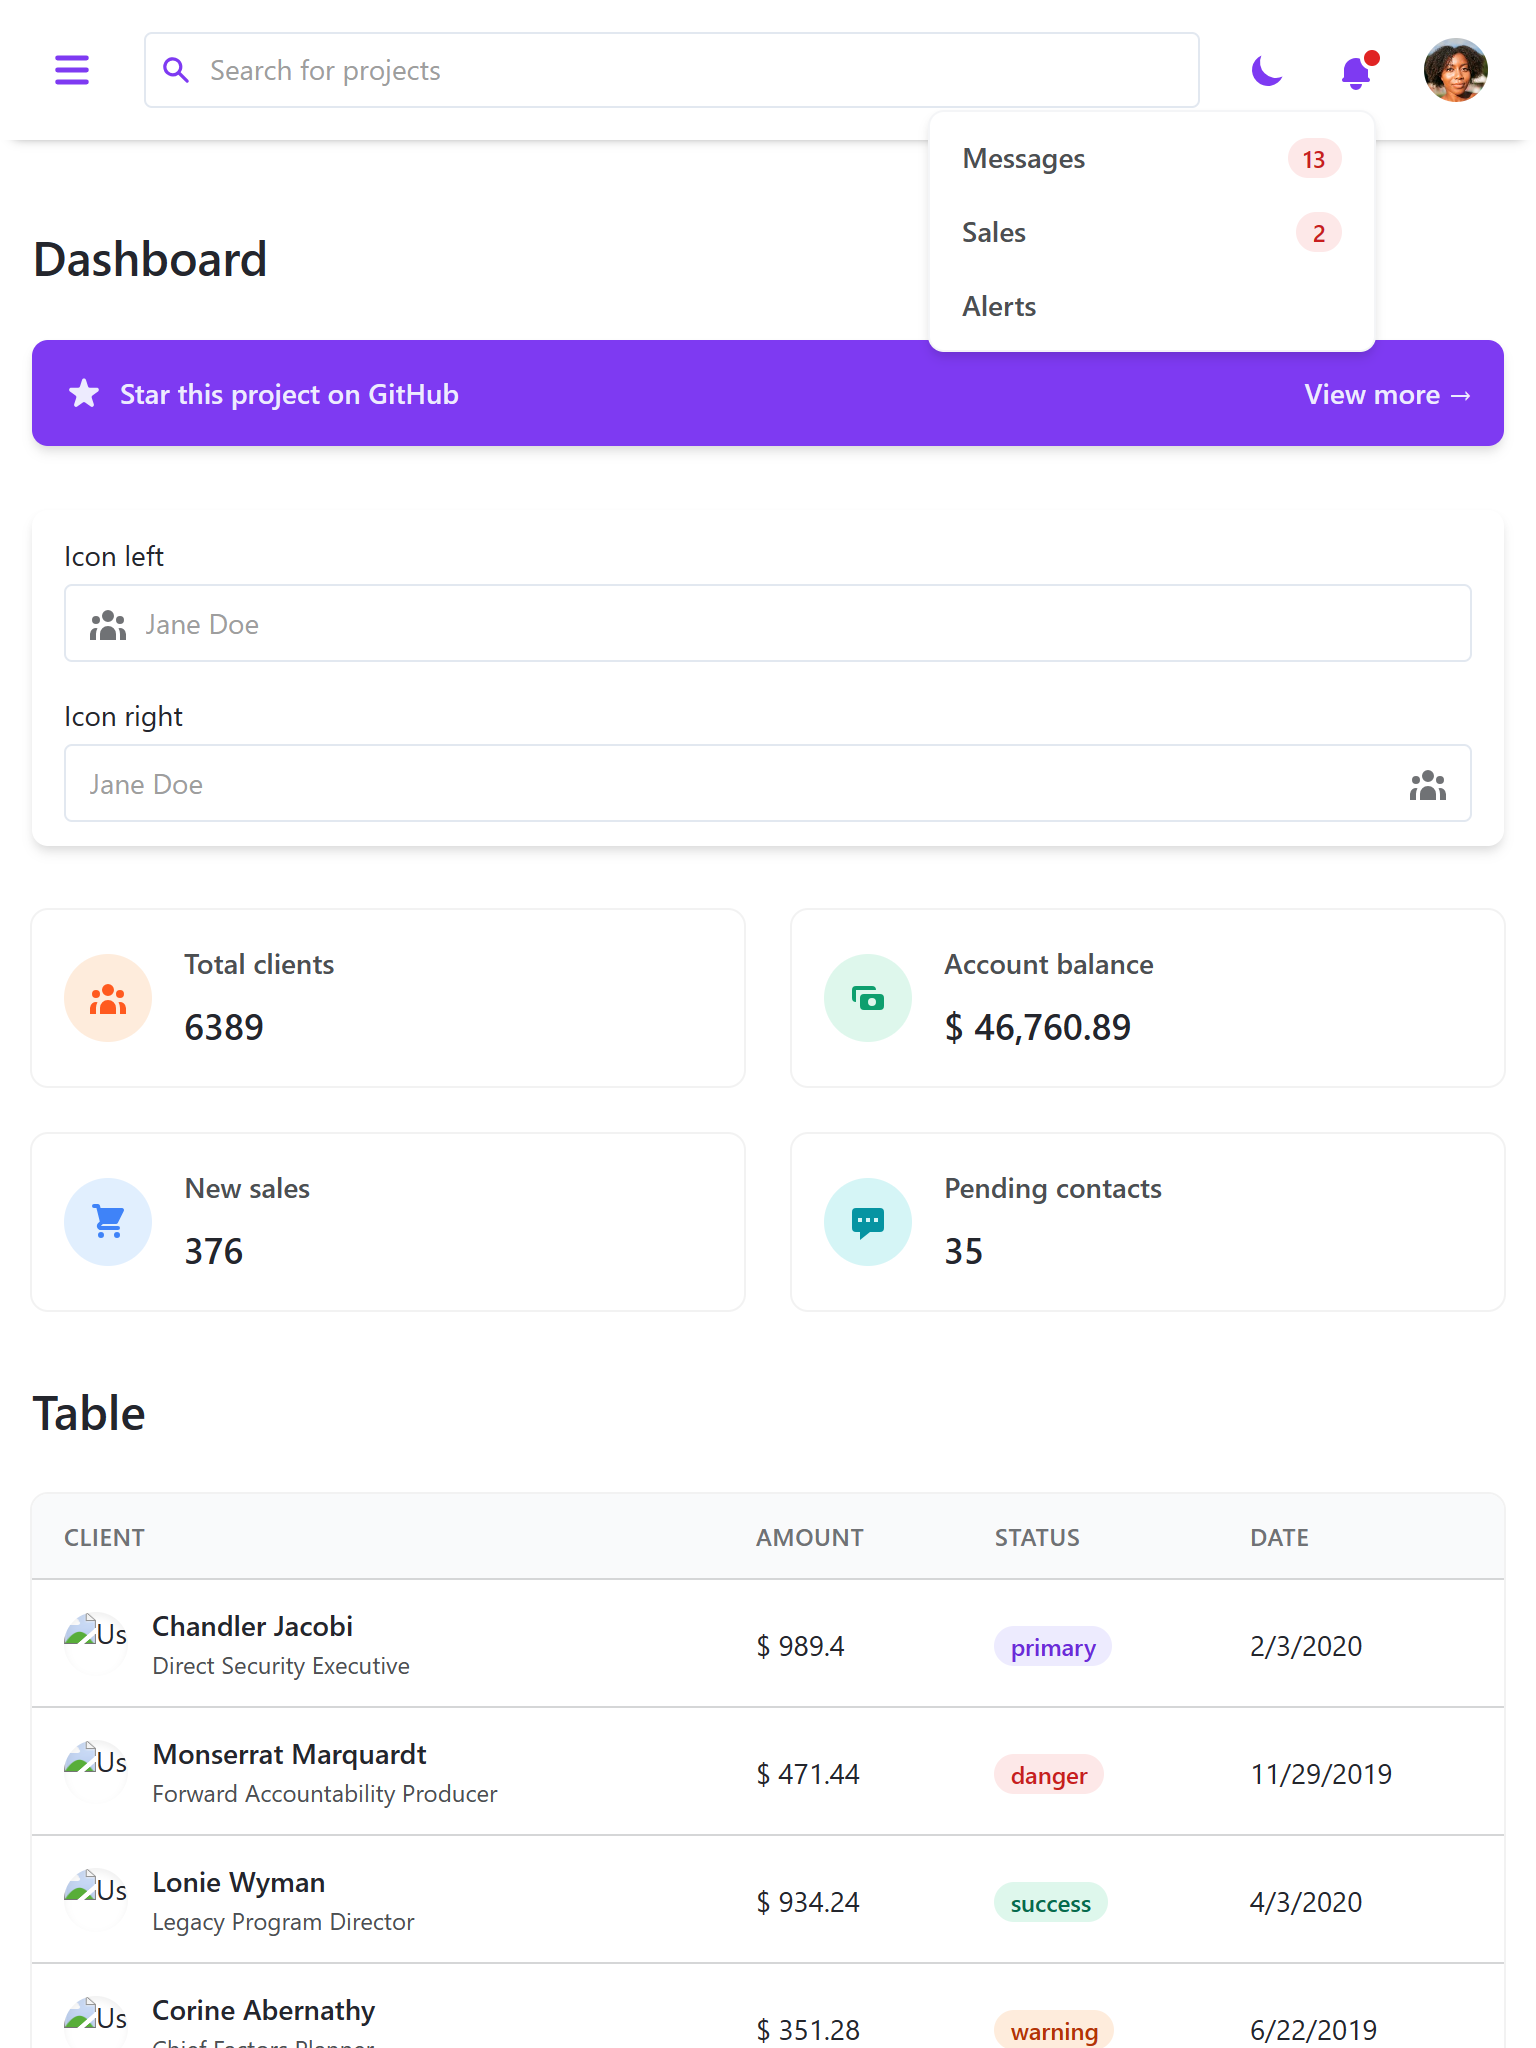 Search for projects
Messages 13
Sales 2
Alerts
Dashboard
Star this project on GitHub View more →
Icon left
Jane Doe
Icon right
Jane Doe
Total clients
6389
Account balance
$ 46,760.89
New sales
376
Pending contacts
35
Table
CLIENT AMOUNT STATUS DATE
Us Chandler Jacobi
Direct Security Executive
$ 989.4 primary 2/3/2020
Us Monserrat Marquardt
Forward Accountability Producer
$ 471.44 danger 11/29/2019
Us Lonie Wyman
Legacy Program Director
$ 934.24 success 4/3/2020
Us Corine Abernathy
Chief Factors Planner
$ 351.28 warning 6/22/2019